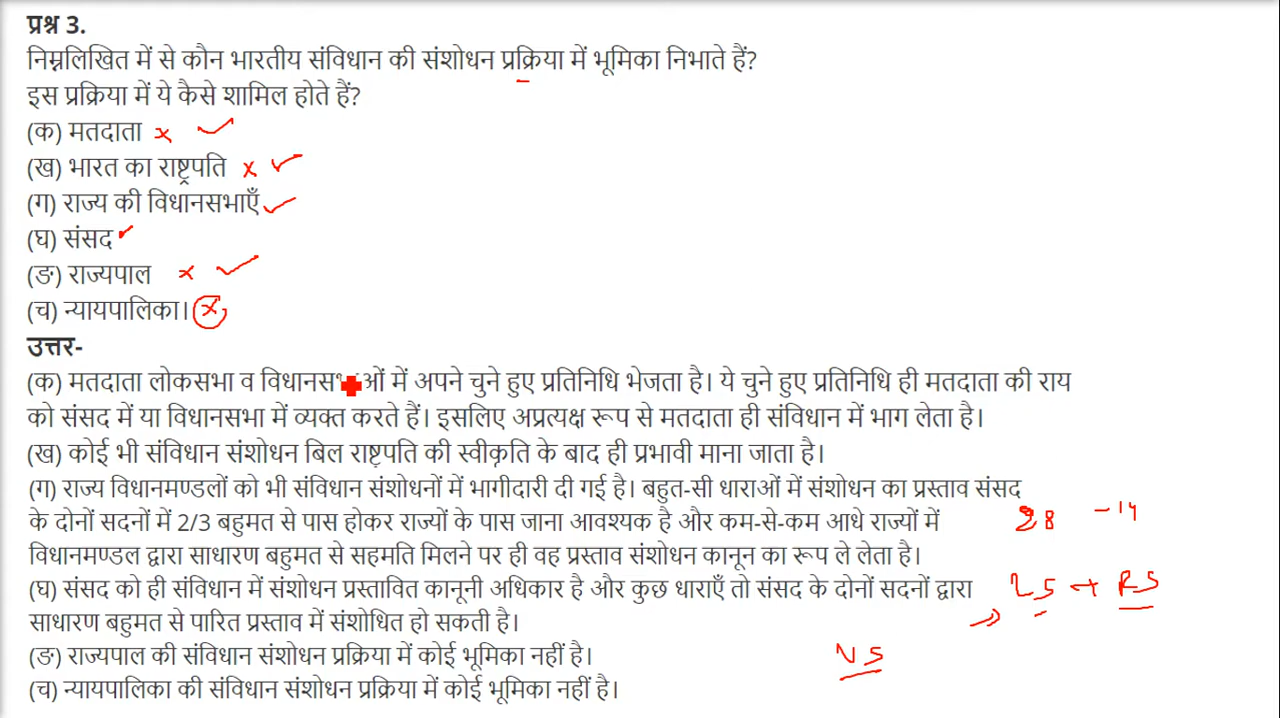 प्रश्न 3.
निम्नलिखित में से कौन भारतीय संविधान की संशोधन प्रक्रिया में भूमिका निभाते हैं?
इस प्रक्रिया में ये कैसे शामिल होते हैं?
(क) मतदाता
(ख) भारत का राष्ट्रपति
(ग) राज्य की विधानसभाएँ
(घ) संसद
(ङ) राज्यपाल
(च) न्यायपालिका।
उत्तर-
(क) मतदाता लोकसभा व विधानसभाओं में अपने चुने हुए प्रतिनिधि भेजता है। ये चुने हुए प्रतिनिधि ही मतदाता की राय
को संसद में या विधानसभा में व्यक्त करते हैं। इसलिए अप्रत्यक्ष रूप से मतदाता ही संविधान में भाग लेता है।
(ख) कोई भी संविधान संशोधन बिल राष्ट्रपति की स्वीकृति के बाद ही प्रभावी माना जाता है।
(ग) राज्य विधानमण्डलों को भी संविधान संशोधनों में भागीदारी दी गई है। बहुत-सी धाराओं में संशोधन का प्रस्ताव संसद
के दोनों सदनों में 2/3 बहुमत से पास होकर राज्यों के पास जाना आवश्यक है और कम-से-कम आधे राज्यों में 28 - 14
विधानमण्डल द्वारा साधारण बहुमत से सहमति मिलने पर ही वह प्रस्ताव संशोधन कानून का रूप ले लेता है।
(घ) संसद को ही संविधान में संशोधन प्रस्तावित कानूनी अधिकार है और कुछ धाराएँ तो संसद के दोनों सदनों द्वारा LS + RS
साधारण बहुमत से पारित प्रस्ताव में संशोधित हो सकती है।
(ङ) राज्यपाल की संविधान संशोधन प्रक्रिया में कोई भूमिका नहीं है। VS
(च) न्यायपालिका की संविधान संशोधन प्रक्रिया में कोई भूमिका नहीं है।